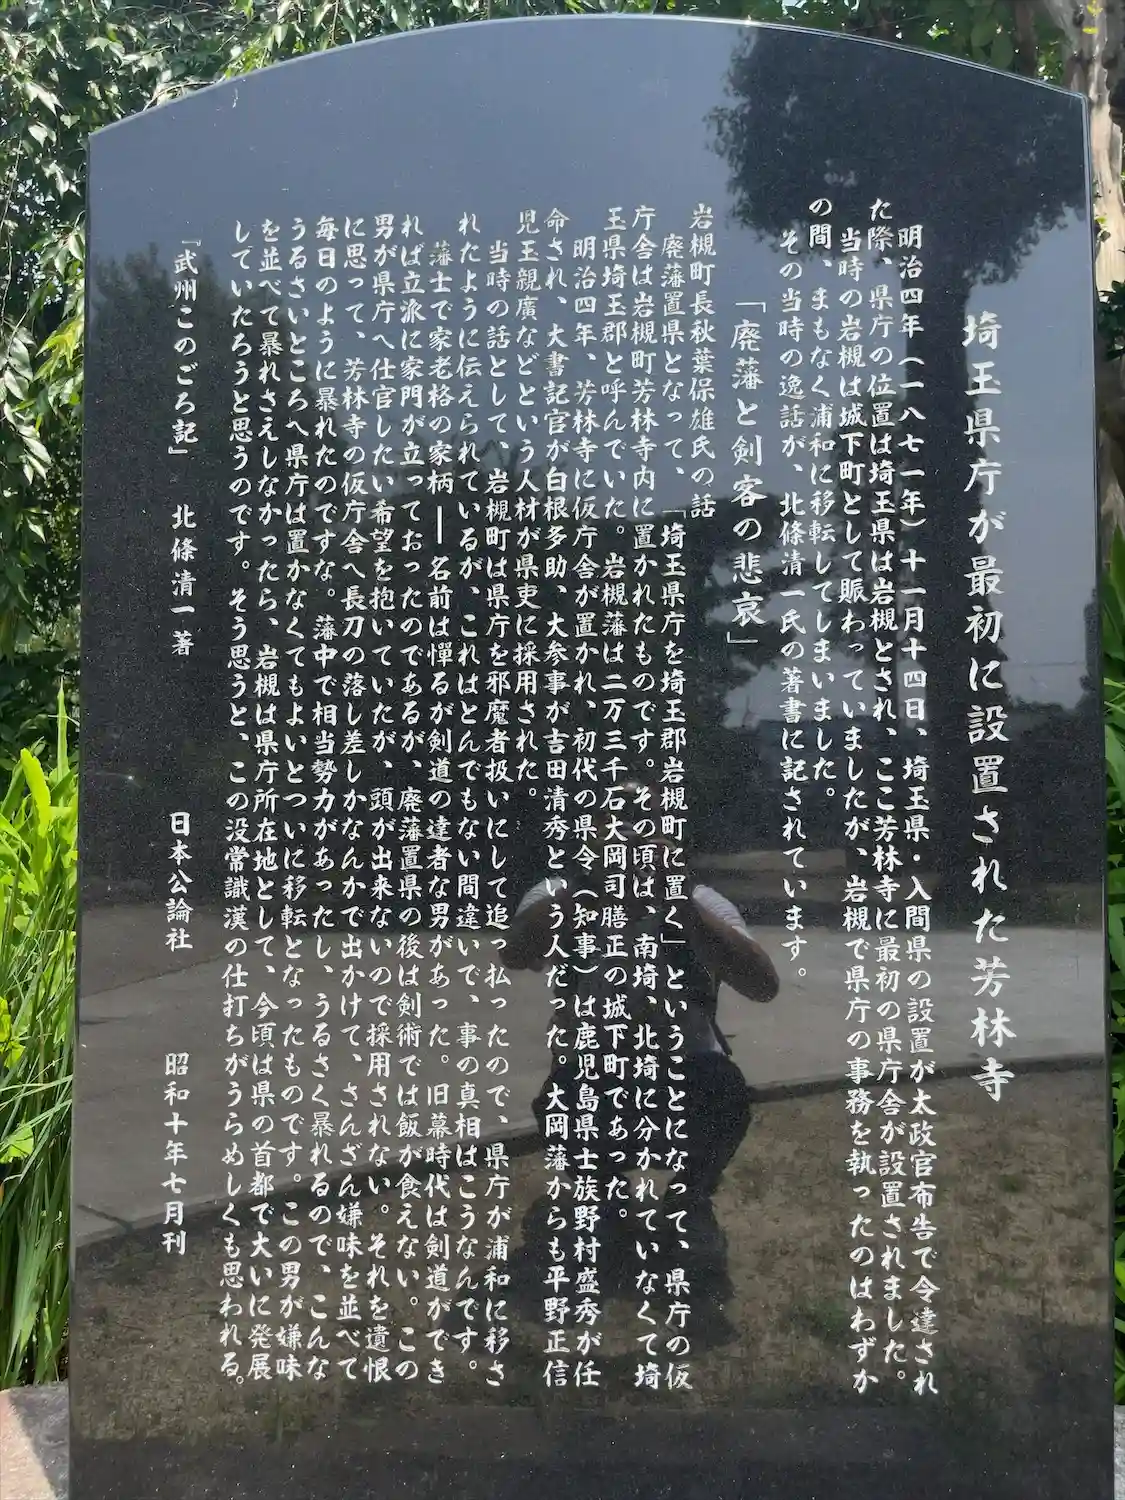 埼玉県庁が最初に設置された芳林寺
明治四年（一八七一年）十一月十四日、埼玉県・入間県の設置が太政官布告で令達され
た際、県庁の位置は埼玉県は岩槻とされ、ここ芳林寺に最初の県庁舎が設置されました。
当時の岩槻は城下町として賑わっていましたが、岩槻で県庁の事務を執ったのはわずか
の間、まもなく浦和に移転してしまいました。
その当時の逸話が、北條清一氏の著書に記されています。
「廃藩と剣客の悲哀」
岩槻町長秋葉保雄氏の話
廃藩置県となって、「埼玉県庁を埼玉郡岩槻町に置く」ということになって、県庁の仮
庁舎は岩槻町芳林寺内に置かれたものです。その頃は、南埼、北埼に分かれていなくて埼
玉県埼玉郡と呼んでいた。岩槻藩は二万三千石大岡司膳正の城下町であった。
明治四年、芳林寺に仮庁舎が置かれ、初代の県令（知事）は鹿児島県士族野村盛秀が任
命され、大書記官が白根多助、大参事が吉田清秀という人だった。大岡藩からも平野正信
児玉親廣などという人材が県吏に採用された。
当時の話として、岩槻町は県庁を邪魔者扱いにして追っ払ったので、県庁が浦和に移さ
れたように伝えられているが、これはとんでもない間違いで、事の真相はこうなんです。
藩士で家老格の家柄――名前は憚るが剣道の達者な男があった。旧幕時代は剣道ができ
れば立派に家門が立っておったのであるが、廃藩置県の後は剣術では飯が食えない。この
男が県庁へ仕官したい希望を抱いていたが、頭が出来ないので採用されない。それを遺恨
に思って、芳林寺の仮庁舎へ長刀の落し差しかなんかで出かけて、さんざん嫌味を並べて
毎日のように暴れたのですな。藩中で相当勢力があったし、うるさく暴れるので、こんな
うるさいところへ県庁は置かなくてもよいとついに移転となったものです。この男が嫌味
を並べて暴れさえしなかったら、岩槻は県庁所在地として、今頃は県の首都で大いに発展
していたろうと思うのです。そう思うと、この没常識漢の仕打ちがうらめしくも思われる。
「武州このごろ記」 北條清一 著 日本公論社 昭和十年七月刊